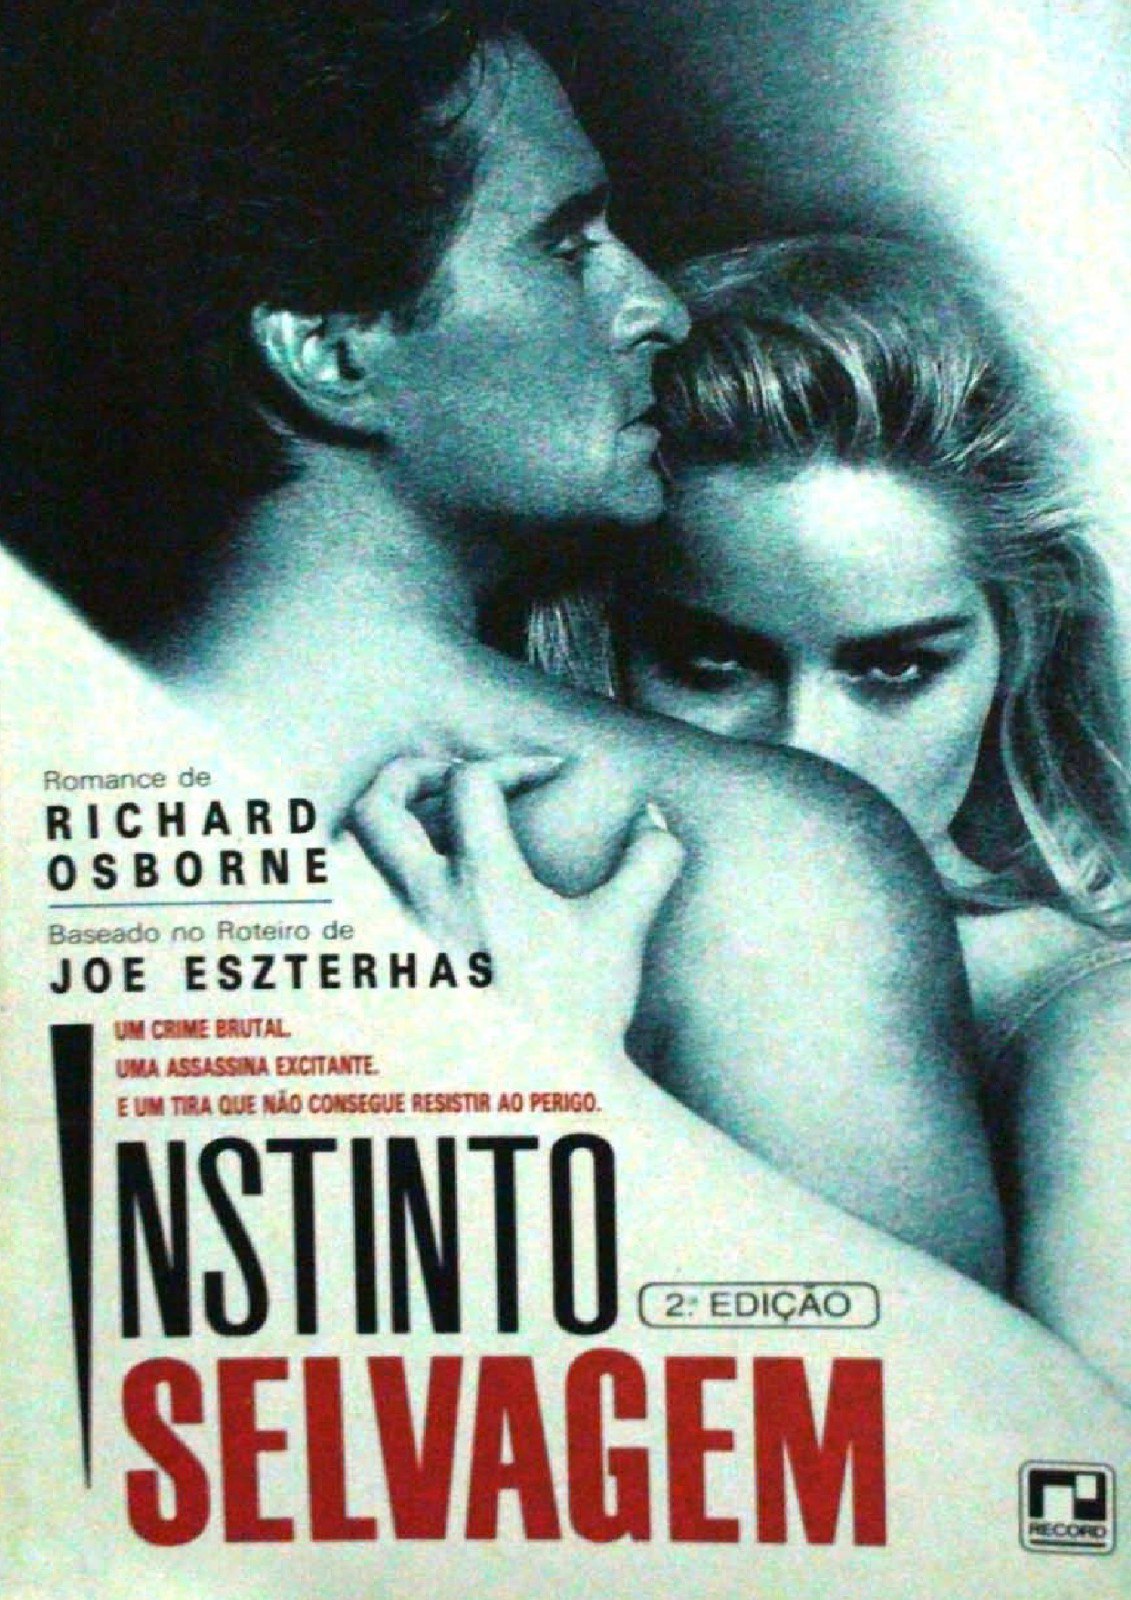 Romance de
RICHARD
OSBORNE
Baseado no Roteiro de
JOE ESZTERHAS
UM CRIME BRUTAL.
UMA ASSASSINA EXCITANTE.
E UM TIRA QUE NÃO CONSEGUE RESISTIR AO PERIGO.
INSTINTO
2.ª EDIÇÃO
SELVAGEM
RECORD